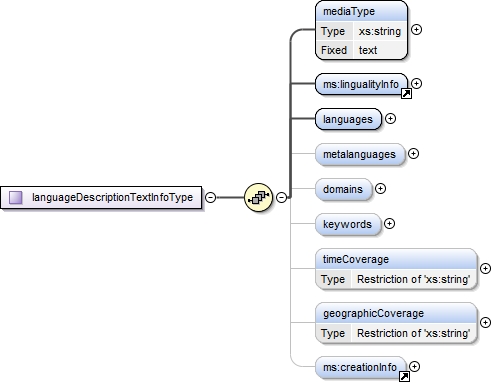 mediaType
Type xs:string
Fixed text
ms:lingualityInfo
languages
metalanguages
languageDescriptionTextInfoType
domains
keywords
timeCoverage
Type Restriction of 'xs:string'
geographicCoverage
Type Restriction of 'xs:string'
ms:creationInfo